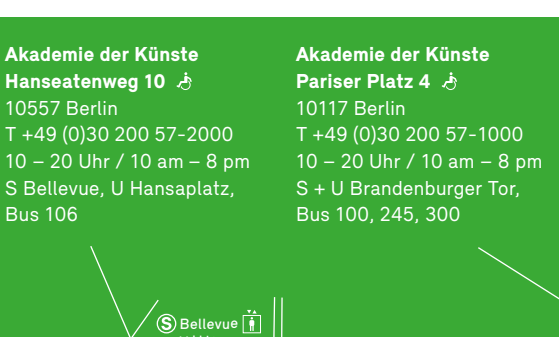 Akademie der Künste
Hanseatenweg 10
10557 Berlin
T +49 (0)30 200 57-2000
10 – 20 Uhr / 10 am – 8 pm
S Bellevue, U Hansaplatz,
Bus 106
Akademie der Künste
Pariser Platz 4
10117 Berlin
T +49 (0)30 200 57-1000
10 – 20 Uhr / 10 am – 8 pm
S + U Brandenburger Tor,
Bus 100, 245, 300
S Bellevue